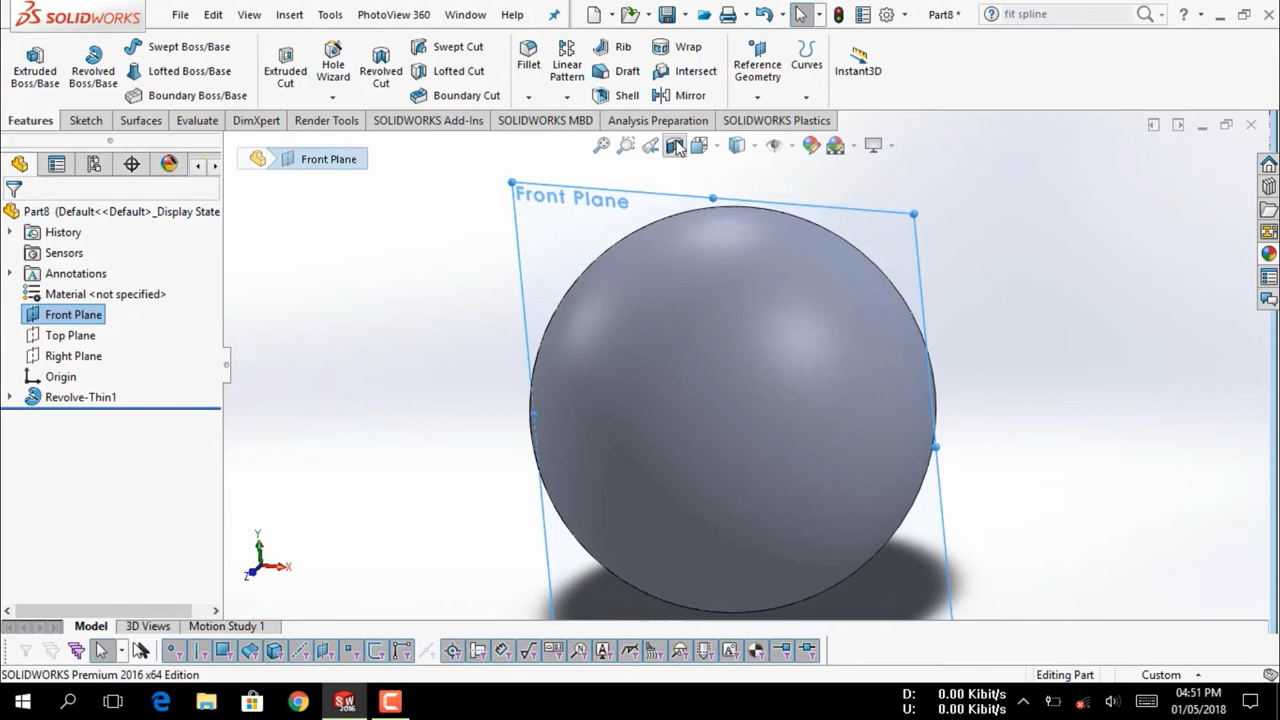 SOLIDWORKS File Edit View Insert Tools PhotoView 360 Window Help Part8 * fit spline ?
Extruded Boss/Base
Revolved Boss/Base
Swept Boss/Base
Lofted Boss/Base
Boundary Boss/Base
Extruded Cut
Hole Wizard
Revolved Cut
Swept Cut
Lofted Cut
Boundary Cut
Fillet
Linear Pattern
Rib
Draft
Shell
Wrap
Intersect
Mirror
Reference Geometry
Curves
Instant3D
Features Sketch Surfaces Evaluate DimXpert Render Tools SOLIDWORKS Add-Ins SOLIDWORKS MBD Analysis Preparation SOLIDWORKS Plastics
Front Plane
Front Plane
Part8 (Default<<Default>_Display State
History
Sensors
Annotations
Material <not specified>
Front Plane
Top Plane
Right Plane
Origin
Revolve-Thin1
Y
X
Z
Model 3D Views Motion Study 1
SOLIDWORKS Premium 2016 x64 Edition Editing Part Custom
SW 2016
D: 0.00 Kibit/s
U: 0.00 Kibit/s
04:51 PM
01/05/2018